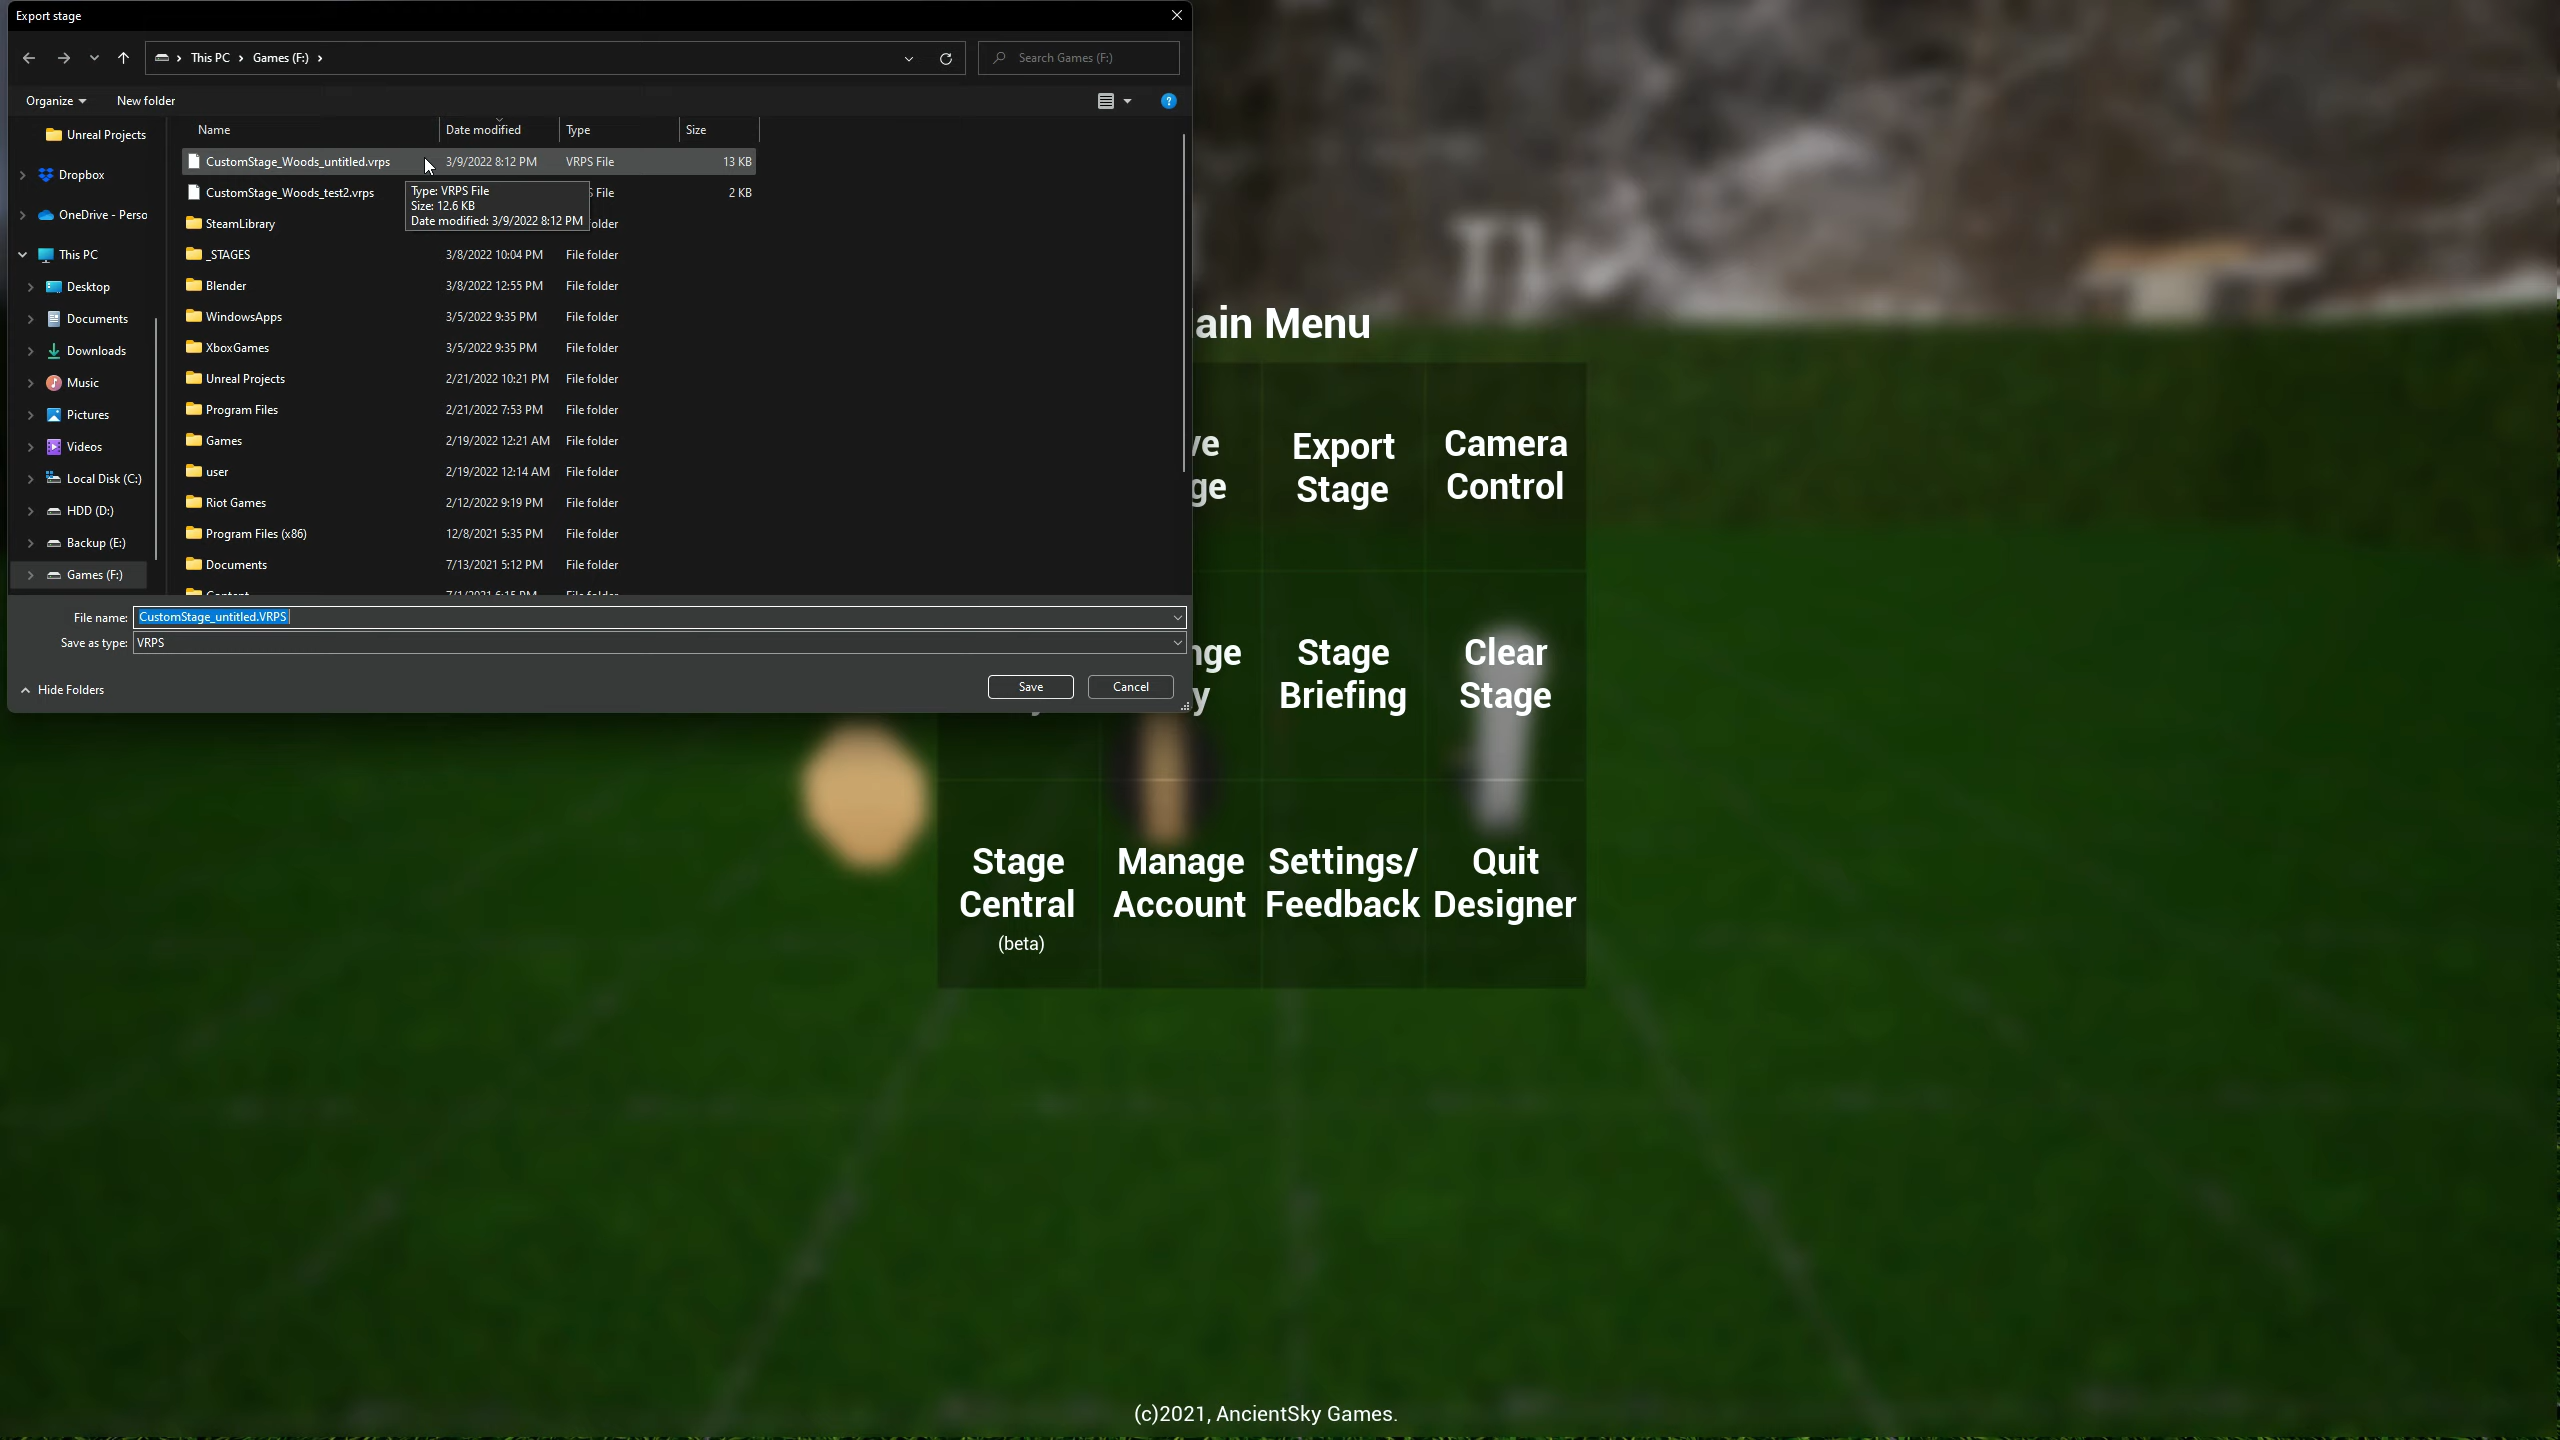 Export stage
This PC Games (F:)
Search Games (F:)
Organize New folder
Name Date modified Type Size
Unreal Projects
Dropbox
OneDrive - Perso
This PC
Desktop
Documents
Downloads
Music
Pictures
Videos
Local Disk (C:)
HDD (D:)
Backup (E:)
Games (F:)
CustomStage_Woods_untitled.vrps 3/9/2022 8:12 PM VRPS File 13 KB
CustomStage_Woods_test2.vrps File 2 KB
Type: VRPS File
Size: 12.6 KB
Date modified: 3/9/2022 8:12 PM
SteamLibrary older
_STAGES 3/8/2022 10:04 PM File folder
Blender 3/8/2022 12:55 PM File folder
WindowsApps 3/5/2022 9:35 PM File folder
XboxGames 3/5/2022 9:35 PM File folder
Unreal Projects 2/21/2022 10:21 PM File folder
Program Files 2/21/2022 7:53 PM File folder
Games 2/19/2022 12:21 AM File folder
user 2/19/2022 12:14 AM File folder
Riot Games 2/12/2022 9:19 PM File folder
Program Files (x86) 12/8/2021 5:35 PM File folder
Documents 7/13/2021 5:12 PM File folder
File name: CustomStage_untitled.VRPS
Save as type: VRPS
Hide Folders
Save Cancel
ain Menu
ve
ge
Export
Stage
Camera
Control
nge
y
Stage
Briefing
Clear
Stage
Stage
Central
(beta)
Manage
Account
Settings/
Feedback
Quit
Designer
(c)2021, AncientSky Games.